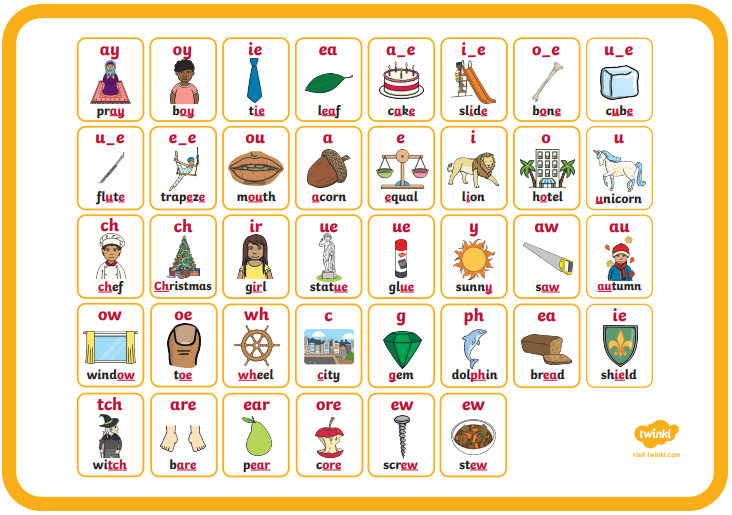 ay oy ie ea a_e i_e o_e u_e
pray boy tie leaf cake slide bone cube
u_e e_e ou a e i o u
flute trapeze mouth acorn equal lion hotel unicorn
ch ch ir ue ue y aw au
chef Christmas girl statue glue sunny saw autumn
ow oe wh c g ph ea ie
window toe wheel city gem dolphin bread shield
tch are ear ore ew ew
witch bare pear core screw stew
twinkl
visit twinkl.com